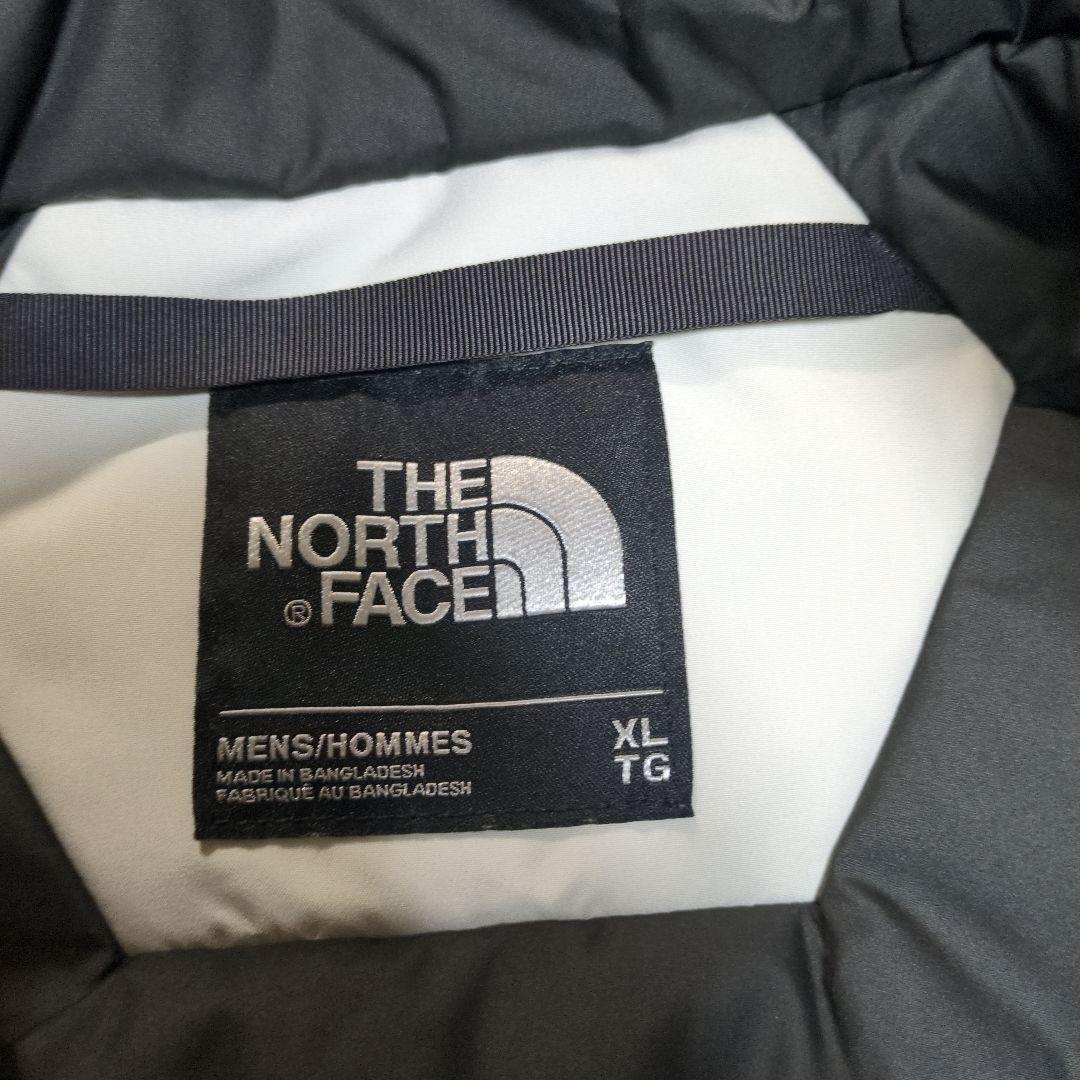 THE
NORTH
® FACE
MENS/HOMMES
MADE IN BANGLADESH
FABRIQUÉ AU BANGLADESH
XL
TG